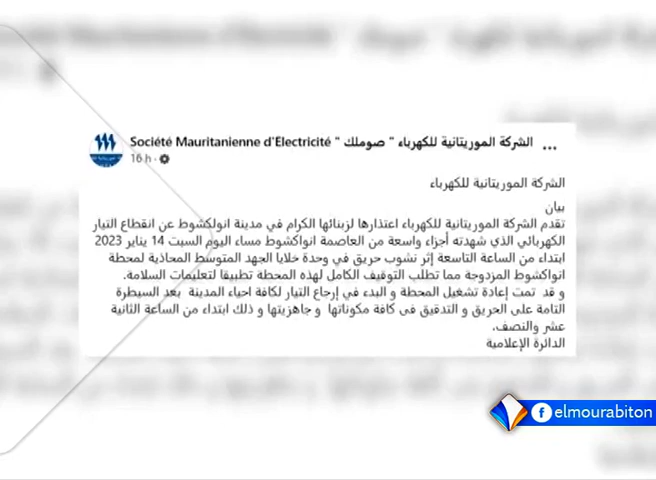 Société Mauritanienne d'Électricité " الشركة الموريتانية للكهرباء " صوملك
16 h
الشركة الموريتانية للكهرباء
بيان
تقدم الشركة الموريتانية للكهرباء اعتذارها لزبنائها الكرام في مدينة انولكشوط عن انقطاع التيار
الكهربائي الذي شهدته أجزاء واسعة من العاصمة انواكشوط مساء اليوم السبت 14 يناير 2023
ابتداء من الساعة التاسعة إثر نشوب حريق في وحدة خلايا الجهد المتوسط المحاذية لمحطة
انواكشوط المزدوجة مما تطلب التوقيف الكامل لهذه المحطة تطبيقا لتعليمات السلامة.
و قد تمت إعادة تشغيل المحطة و البدء في إرجاع التيار لكافة احياء المدينة بعد السيطرة
التامة على الحريق و التدقيق في كافة مكوناتها و جاهزيتها و ذلك ابتداء من الساعة الثانية
عشر والنصف.
الدائرة الإعلامية
elmourabiton